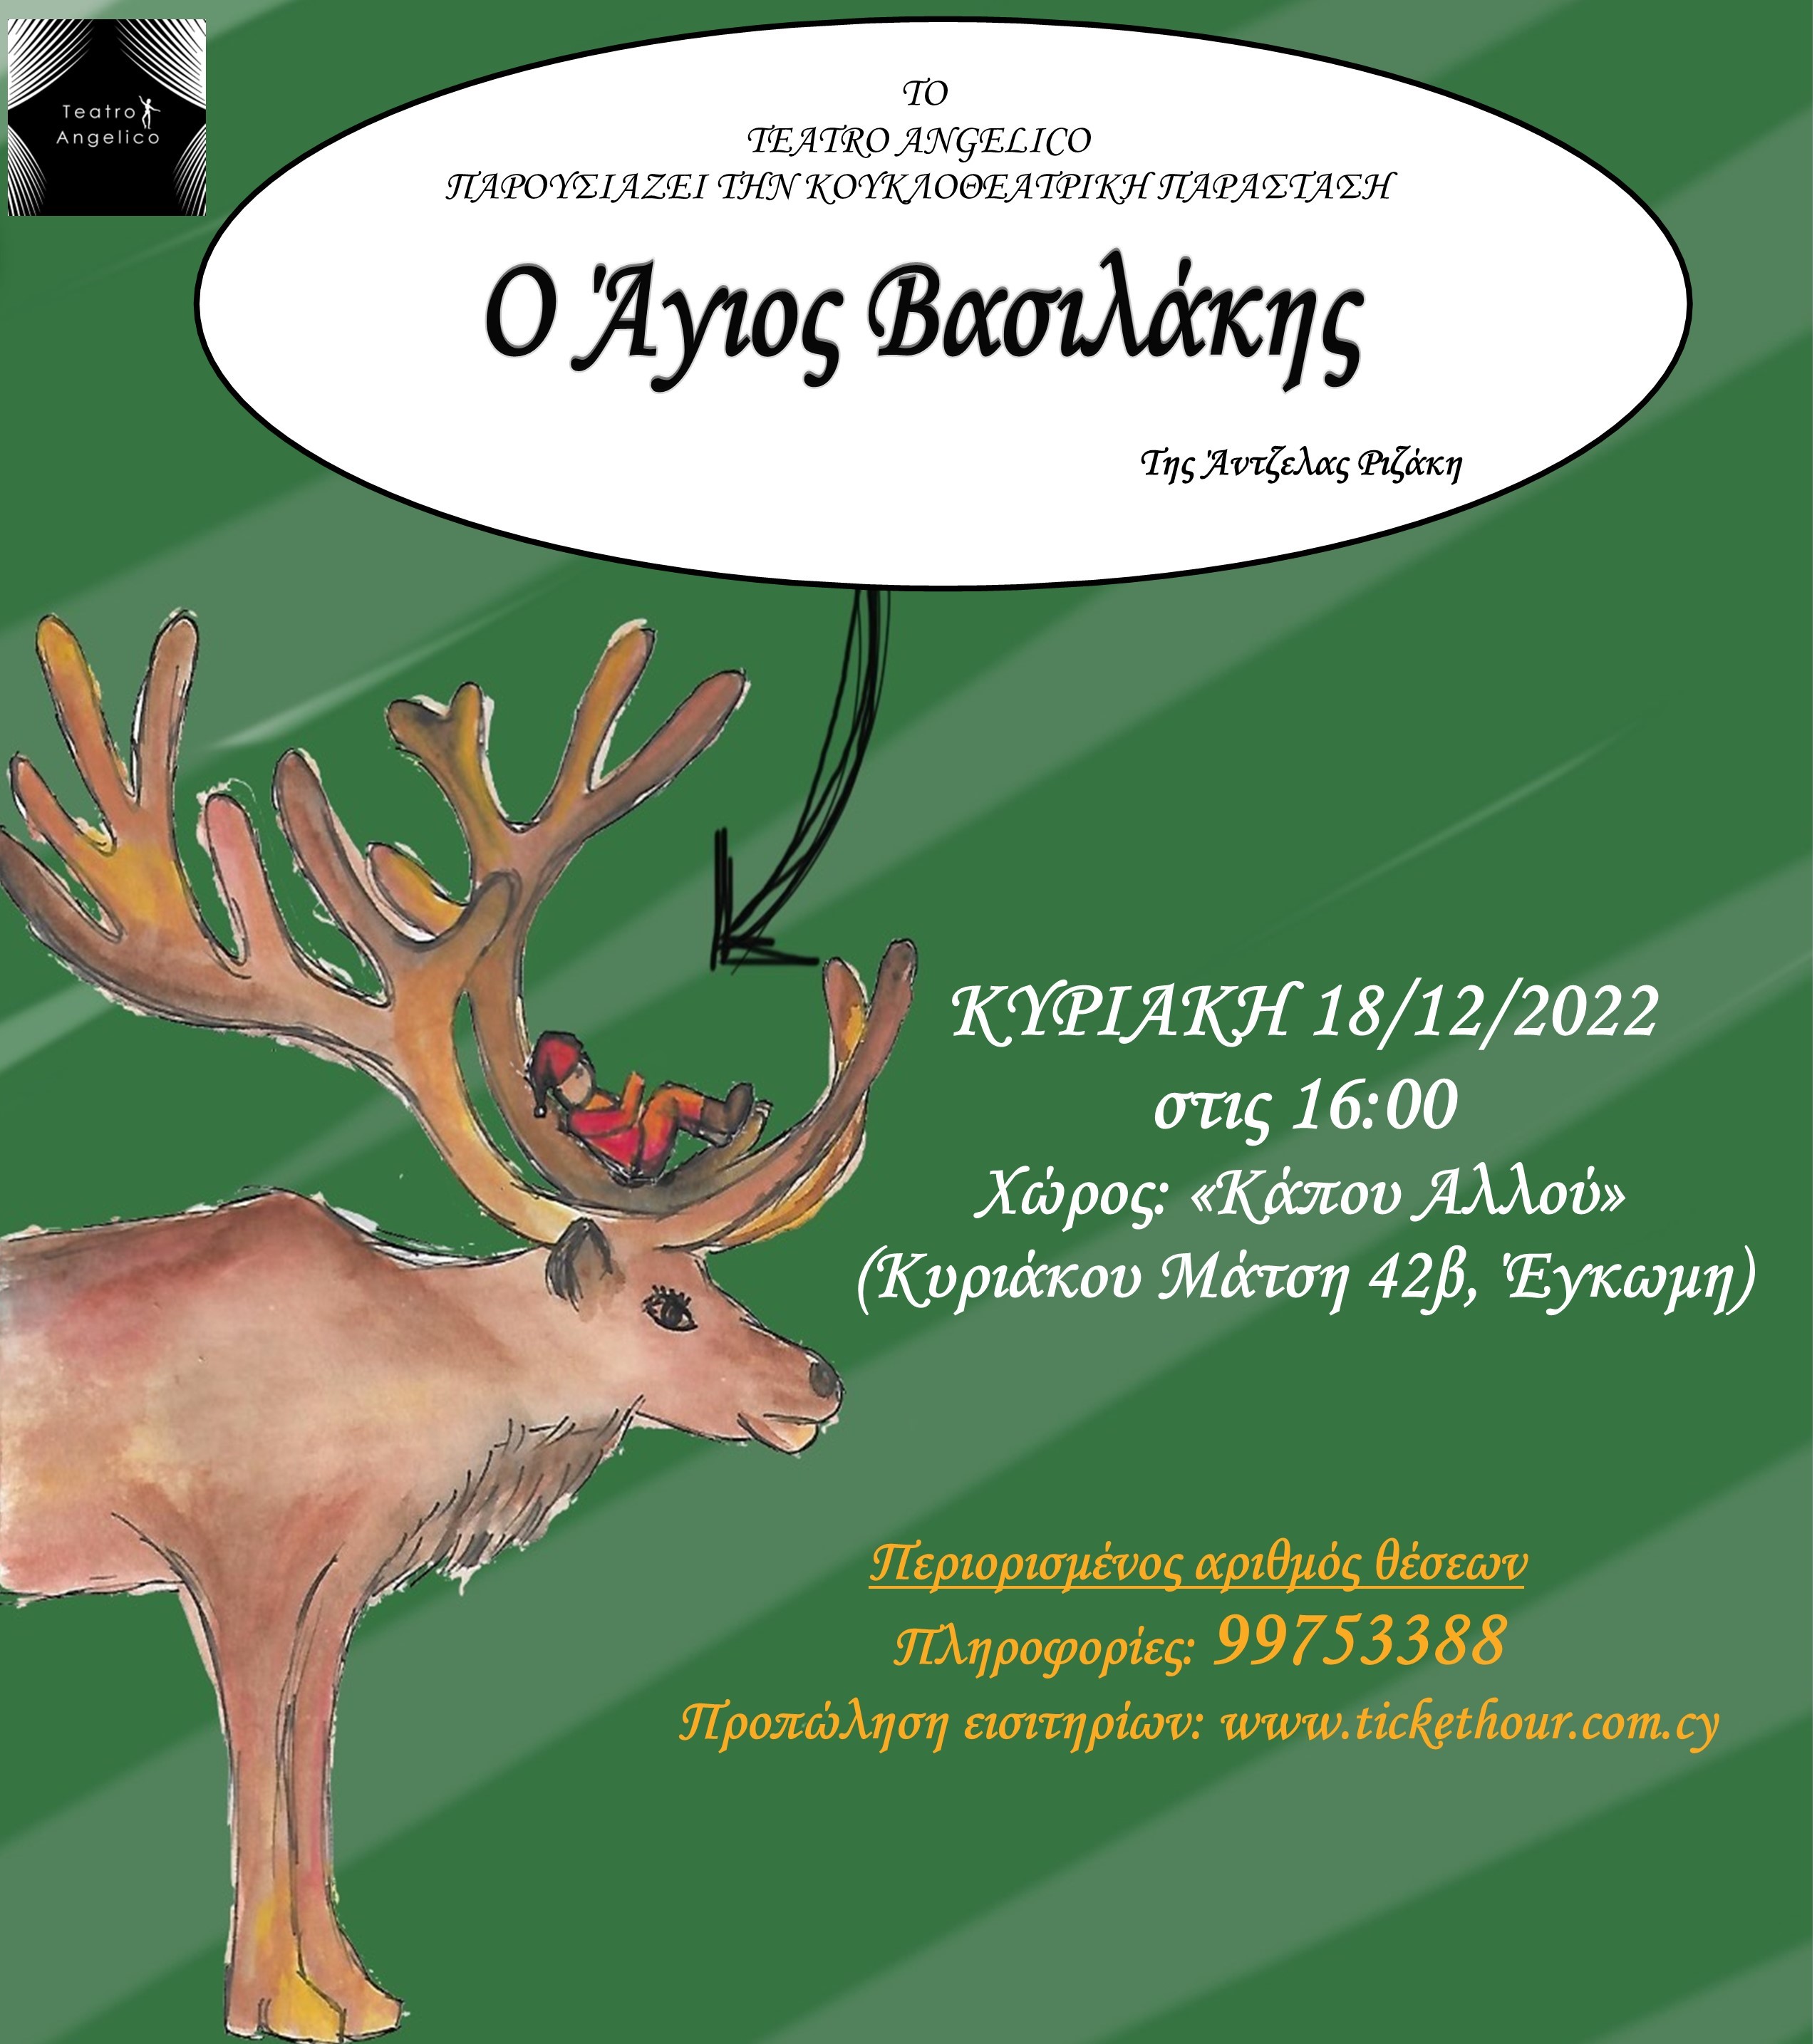 Teatro
Angelico
ΤΟ
TEATRO ANGELICO
ΠΑΡΟΥΣΙΑΖΕΙ ΤΗΝ ΚΟΥΚΛΟΘΕΑΤΡΙΚΗ ΠΑΡΑΣΤΑΣΗ
Ο Άγιος Βασιλάκης
Της Άντζελας Ριζάκη
ΚΥΡΙΑΚΗ 18/12/2022
στις 16:00
Χώρος: «Κάπου Αλλού»
(Κυριάκου Μάτση 42β, Έγκωμη)
Περιορισμένος αριθμός θέσεων
Πληροφορίες: 99753388
Προπώληση εισιτηρίων: www.tickethour.com.cy